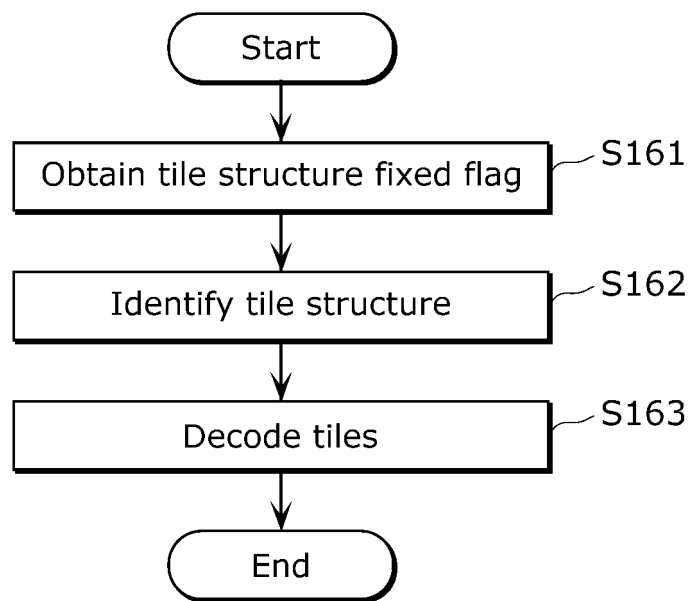 Start
Obtain tile structure fixed flag
S161
Identify tile structure
S162
Decode tiles
S163
End